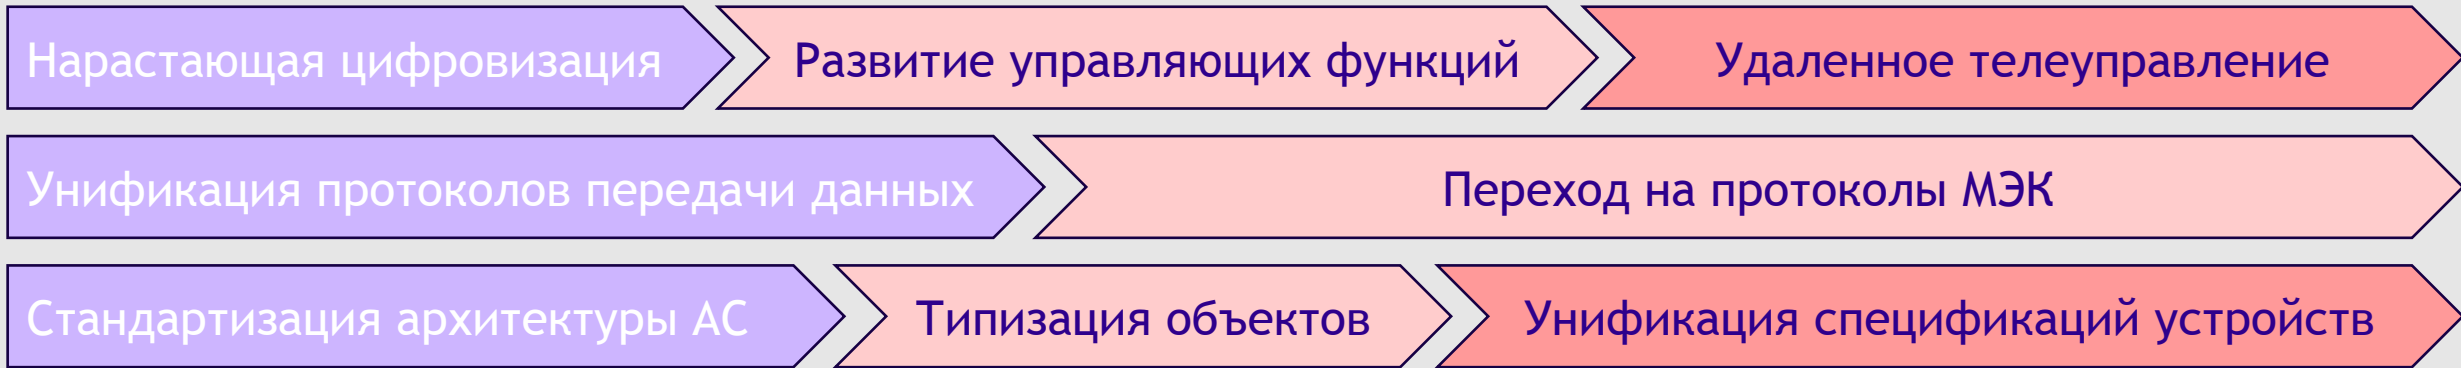 Нарастающая цифровизация
Развитие управляющих функций
Удаленное телеуправление
Унификация протоколов передачи данных
Переход на протоколы МЭК
Стандартизация архитектуры АС
Типизация объектов
Унификация спецификаций устройств